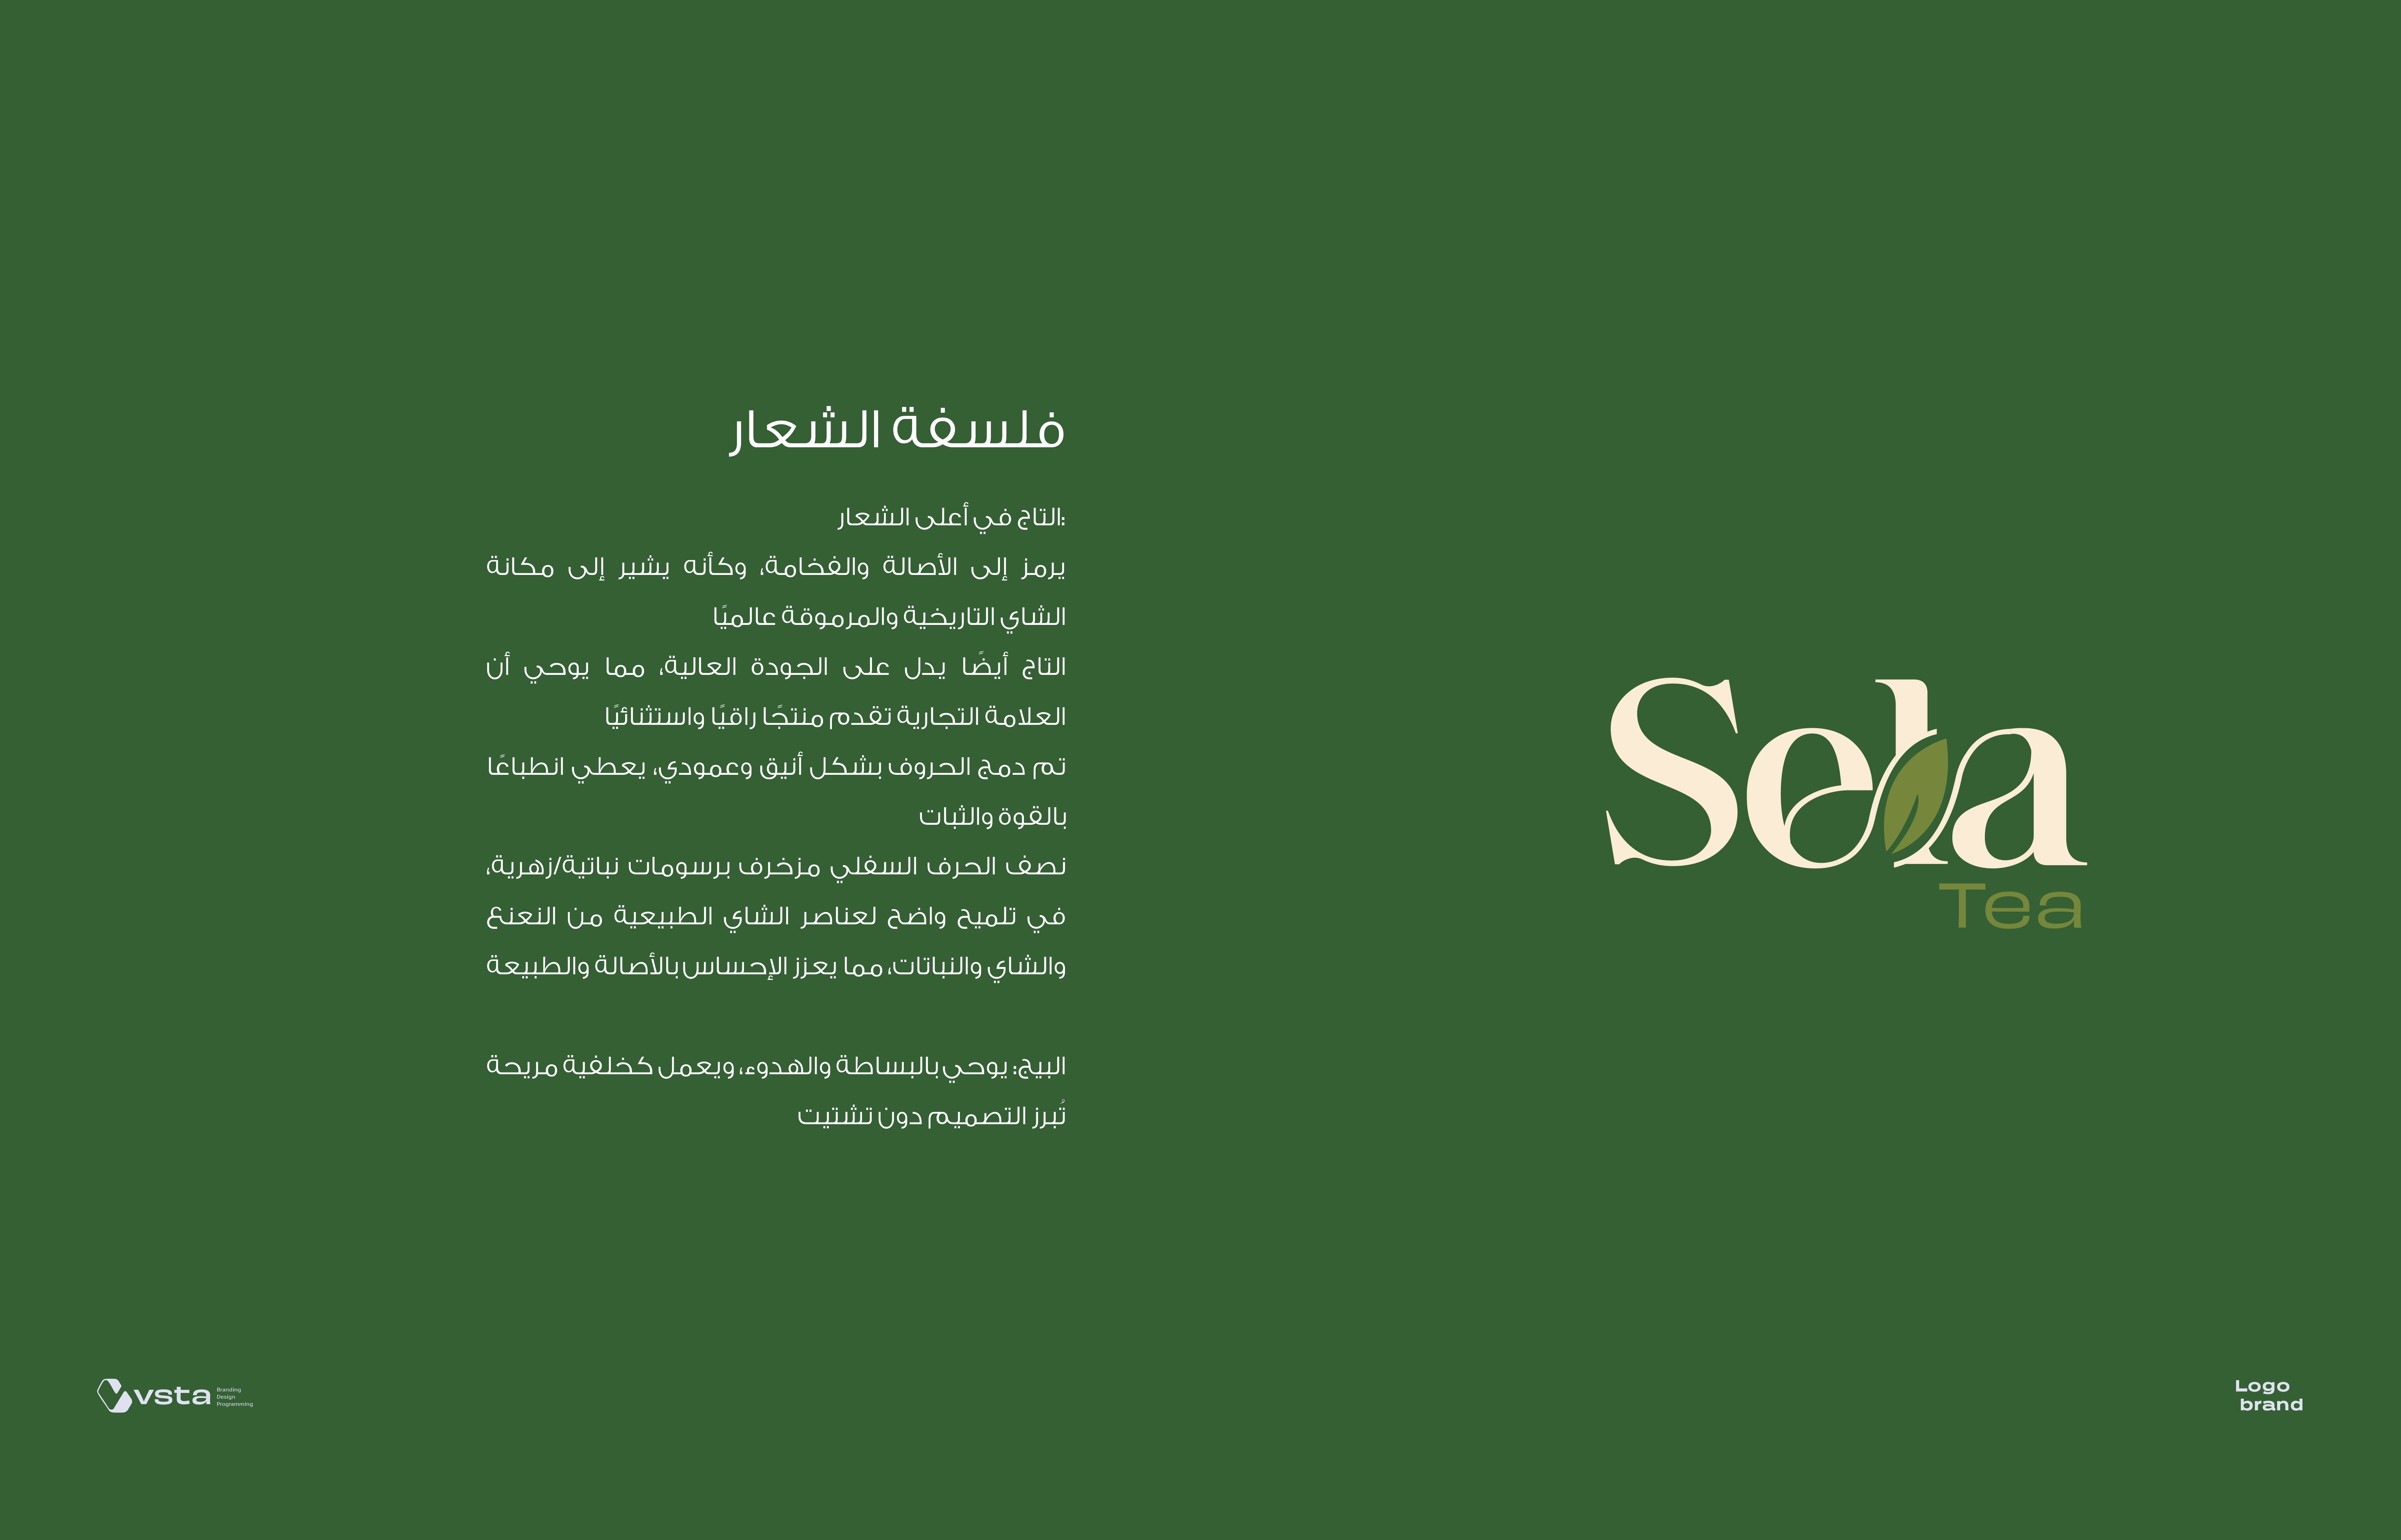 فلسفة الشعار
التاج في أعلى الشعار:
يرمز إلى الأصالة والفخامة، وكأنه يشير إلى مكانة
الشاي التاريخية والمرموقة عالميًا
التاج أيضًا يدل على الجودة العالية، مما يوحي أن
العلامة التجارية تقدم منتجًا راقيًا واستثنائيًا
تم دمج الحروف بشكل أنيق وعمودي، يعطي انطباعًا
بالقوة والثبات
نصف الحرف السفلي مزخرف برسومات نباتية/زهرية،
في تلميح واضح لعناصر الشاي الطبيعية من النعنع
والشاي والنباتات، مما يعزز الإحساس بالأصالة والطبيعة
البيج: يوحي بالبساطة والهدوء، ويعمل كخلفية مريحة
تُبرز التصميم دون تشتيت
Sela
Tea
vsta
Branding
Design
Programming
Logo
brand